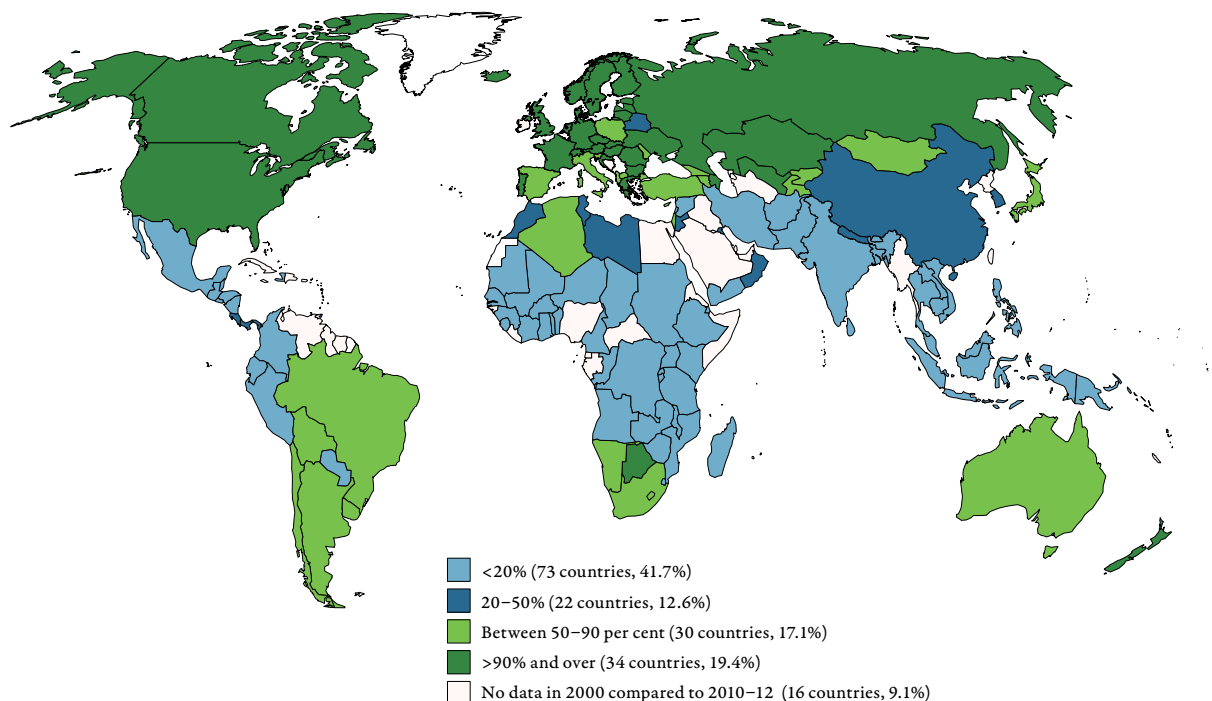 <20% (73 countries, 41.7%)
20–50% (22 countries, 12.6%)
Between 50–90 per cent (30 countries, 17.1%)
>90% and over (34 countries, 19.4%)
No data in 2000 compared to 2010–12 (16 countries, 9.1%)